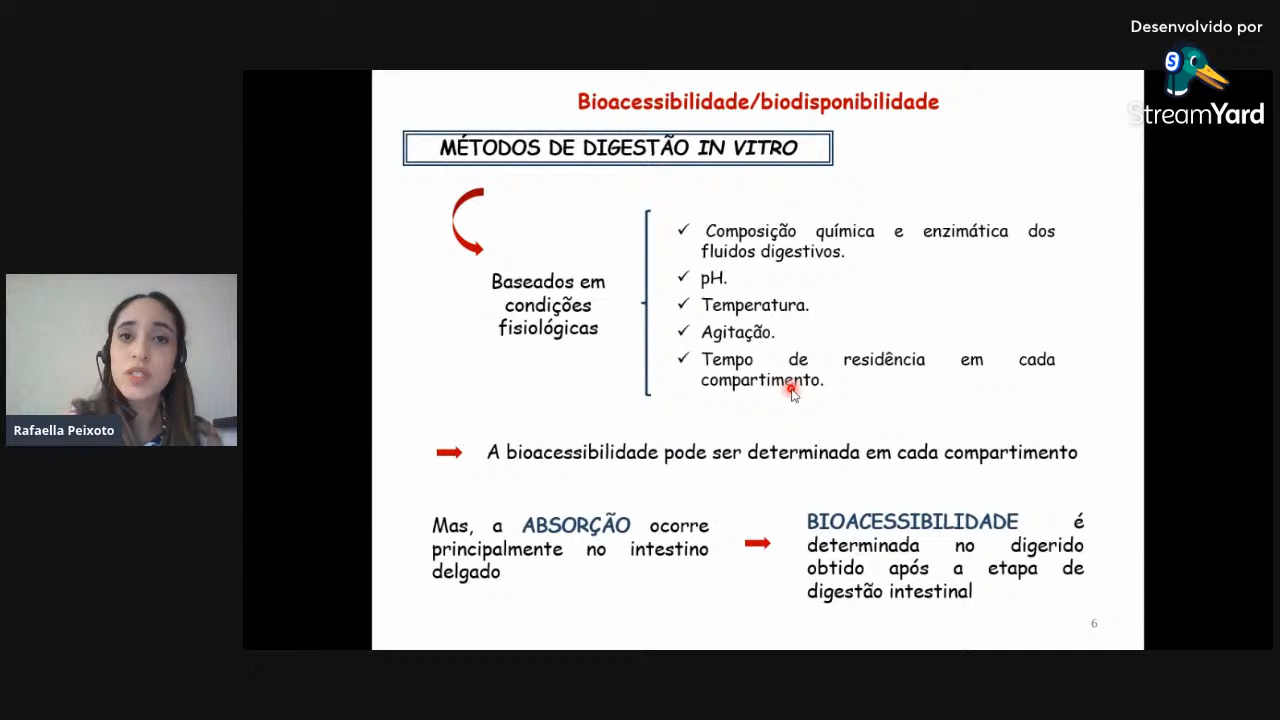 Desenvolvido por
S
StreamYard
Bioacessibilidade/biodisponibilidade
MÉTODOS DE DIGESTÃO IN VITRO
Baseados em
condições
fisiológicas
✓ Composição química e enzimática dos
fluidos digestivos.
✓ pH.
✓ Temperatura.
✓ Agitação.
✓ Tempo de residência em cada
compartimento.
A bioacessibilidade pode ser determinada em cada compartimento
Mas, a ABSORÇÃO ocorre
principalmente no intestino
delgado
BIOACESSIBILIDADE é
determinada no digerido
obtido após a etapa de
digestão intestinal
6
Rafaella Peixoto